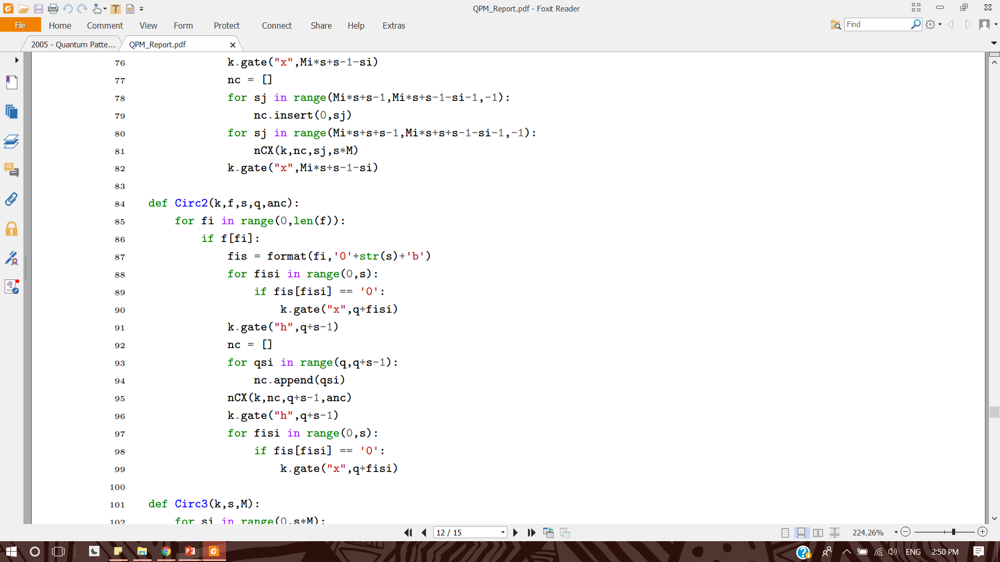 QPM_Report.pdf - Foxit Reader
File Home Comment View Form Protect Connect Share Help Extras Find
2005 - Quantum Patte... QPM_Report.pdf
76 k.gate("x",Mi*s+s-1-si)
77 nc = []
78 for sj in range(Mi*s+s-1,Mi*s+s-1-si-1,-1):
79 nc.insert(0,sj)
80 for sj in range(Mi*s+s+s-1,Mi*s+s+s-1-si-1,-1):
81 nCX(k,nc,sj,s*M)
82 k.gate("x",Mi*s+s-1-si)
83
84 def Circ2(k,f,s,q,anc):
85 for fi in range(0,len(f)):
86 if f[fi]:
87 fis = format(fi,'0'+str(s)+'b')
88 for fisi in range(0,s):
89 if fis[fisi] == '0':
90 k.gate("x",q+fisi)
91 k.gate("h",q+s-1)
92 nc = []
93 for qsi in range(q,q+s-1):
94 nc.append(qsi)
95 nCX(k,nc,q+s-1,anc)
96 k.gate("h",q+s-1)
97 for fisi in range(0,s):
98 if fis[fisi] == '0':
99 k.gate("x",q+fisi)
100
101 def Circ3(k,s,M):
102 for si in range(0,s*M):
12 / 15 224.26%
ENG 2:50 PM